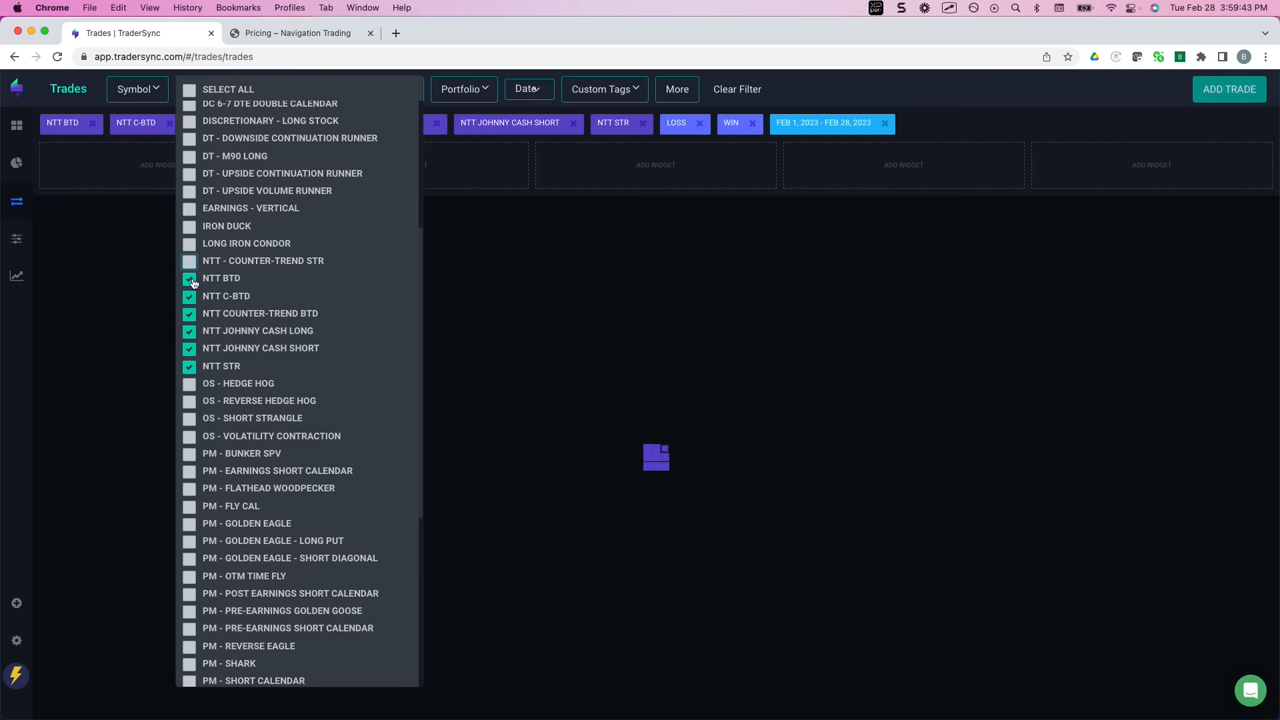 Chrome File Edit View History Bookmarks Profiles Tab Window Help Tue Feb 28 3:59:43 PM
Trades | TraderSync × Pricing – Navigation Trading × +
app.tradersync.com/#/trades/trades B
Trades Symbol Portfolio Date Custom Tags More Clear Filter ADD TRADE
NTT BTD × NTT C-BTD × × NTT JOHNNY CASH SHORT × NTT STR × LOSS × WIN × FEB 1, 2023 - FEB 28, 2023 ×
ADD WIDGET ADD WIDGET ADD WIDGET
SELECT ALL
DC 6-7 DTE DOUBLE CALENDAR
DISCRETIONARY - LONG STOCK
DT - DOWNSIDE CONTINUATION RUNNER
DT - M90 LONG
DT - UPSIDE CONTINUATION RUNNER
DT - UPSIDE VOLUME RUNNER
EARNINGS - VERTICAL
IRON DUCK
LONG IRON CONDOR
NTT - COUNTER-TREND STR
NTT BTD
NTT C-BTD
NTT COUNTER-TREND BTD
NTT JOHNNY CASH LONG
NTT JOHNNY CASH SHORT
NTT STR
OS - HEDGE HOG
OS - REVERSE HEDGE HOG
OS - SHORT STRANGLE
OS - VOLATILITY CONTRACTION
PM - BUNKER SPV
PM - EARNINGS SHORT CALENDAR
PM - FLATHEAD WOODPECKER
PM - FLY CAL
PM - GOLDEN EAGLE
PM - GOLDEN EAGLE - LONG PUT
PM - GOLDEN EAGLE - SHORT DIAGONAL
PM - OTM TIME FLY
PM - POST EARNINGS SHORT CALENDAR
PM - PRE-EARNINGS GOLDEN GOOSE
PM - PRE-EARNINGS SHORT CALENDAR
PM - REVERSE EAGLE
PM - SHARK
PM - SHORT CALENDAR